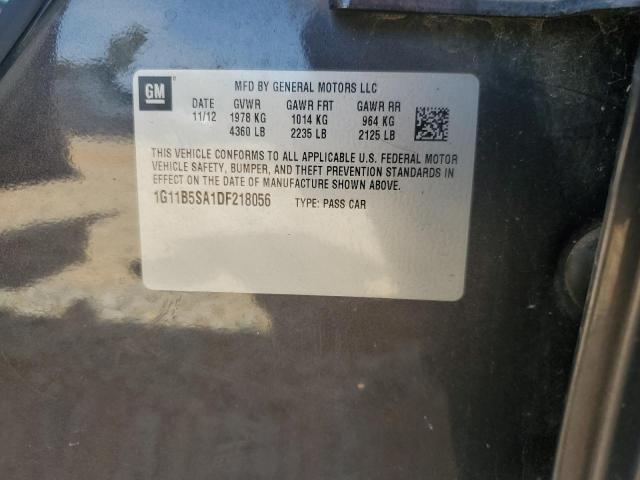 GM
MFD BY GENERAL MOTORS LLC
DATE GVWR GAWR FRT GAWR RR
11/12 1978 KG 1014 KG 964 KG
4360 LB 2235 LB 2125 LB
THIS VEHICLE CONFORMS TO ALL APPLICABLE U.S. FEDERAL MOTOR
VEHICLE SAFETY, BUMPER, AND THEFT PREVENTION STANDARDS IN
EFFECT ON THE DATE OF MANUFACTURE SHOWN ABOVE.
1G11B5SA1DF218056 TYPE: PASS CAR